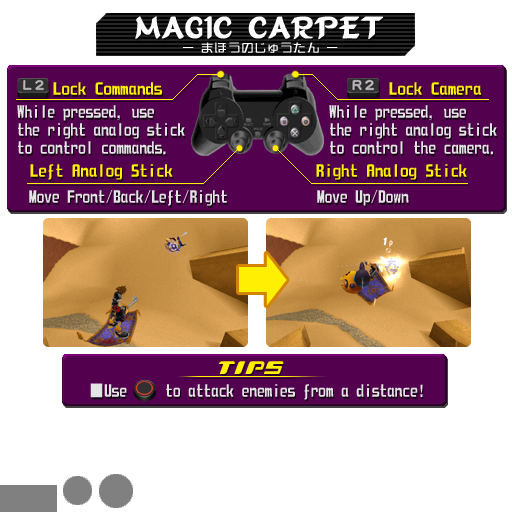 MAGIC CARPET
— まほうのじゅうたん —
L2 Lock Commands
While pressed, use
the right analog stick
to control commands.
R2 Lock Camera
While pressed, use
the right analog stick
to control the camera.
Left Analog Stick
Move Front/Back/Left/Right
Right Analog Stick
Move Up/Down
TIPS
■Use to attack enemies from a distance!